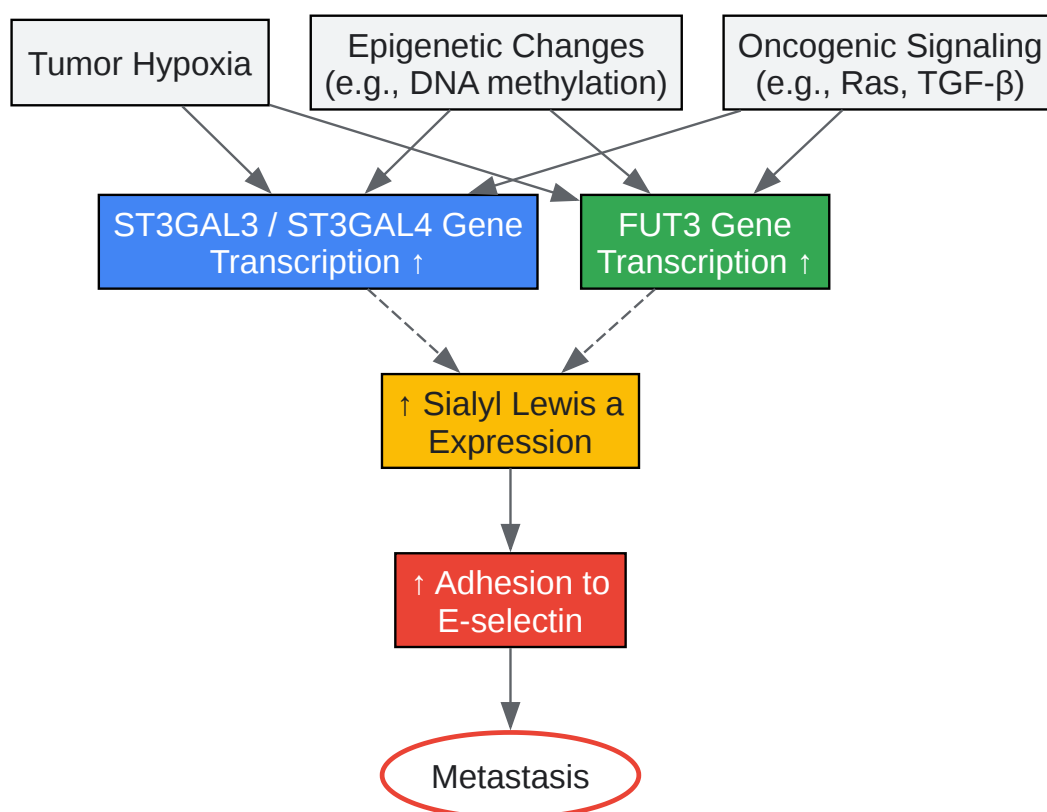 Tumor Hypoxia
Epigenetic Changes
(e.g., DNA methylation)
Oncogenic Signaling
(e.g., Ras, TGF-β)
ST3GAL3 / ST3GAL4 Gene
Transcription ↑
FUT3 Gene
Transcription ↑
↑ Sialyl Lewis a
Expression
↑ Adhesion to
E-selectin
Metastasis